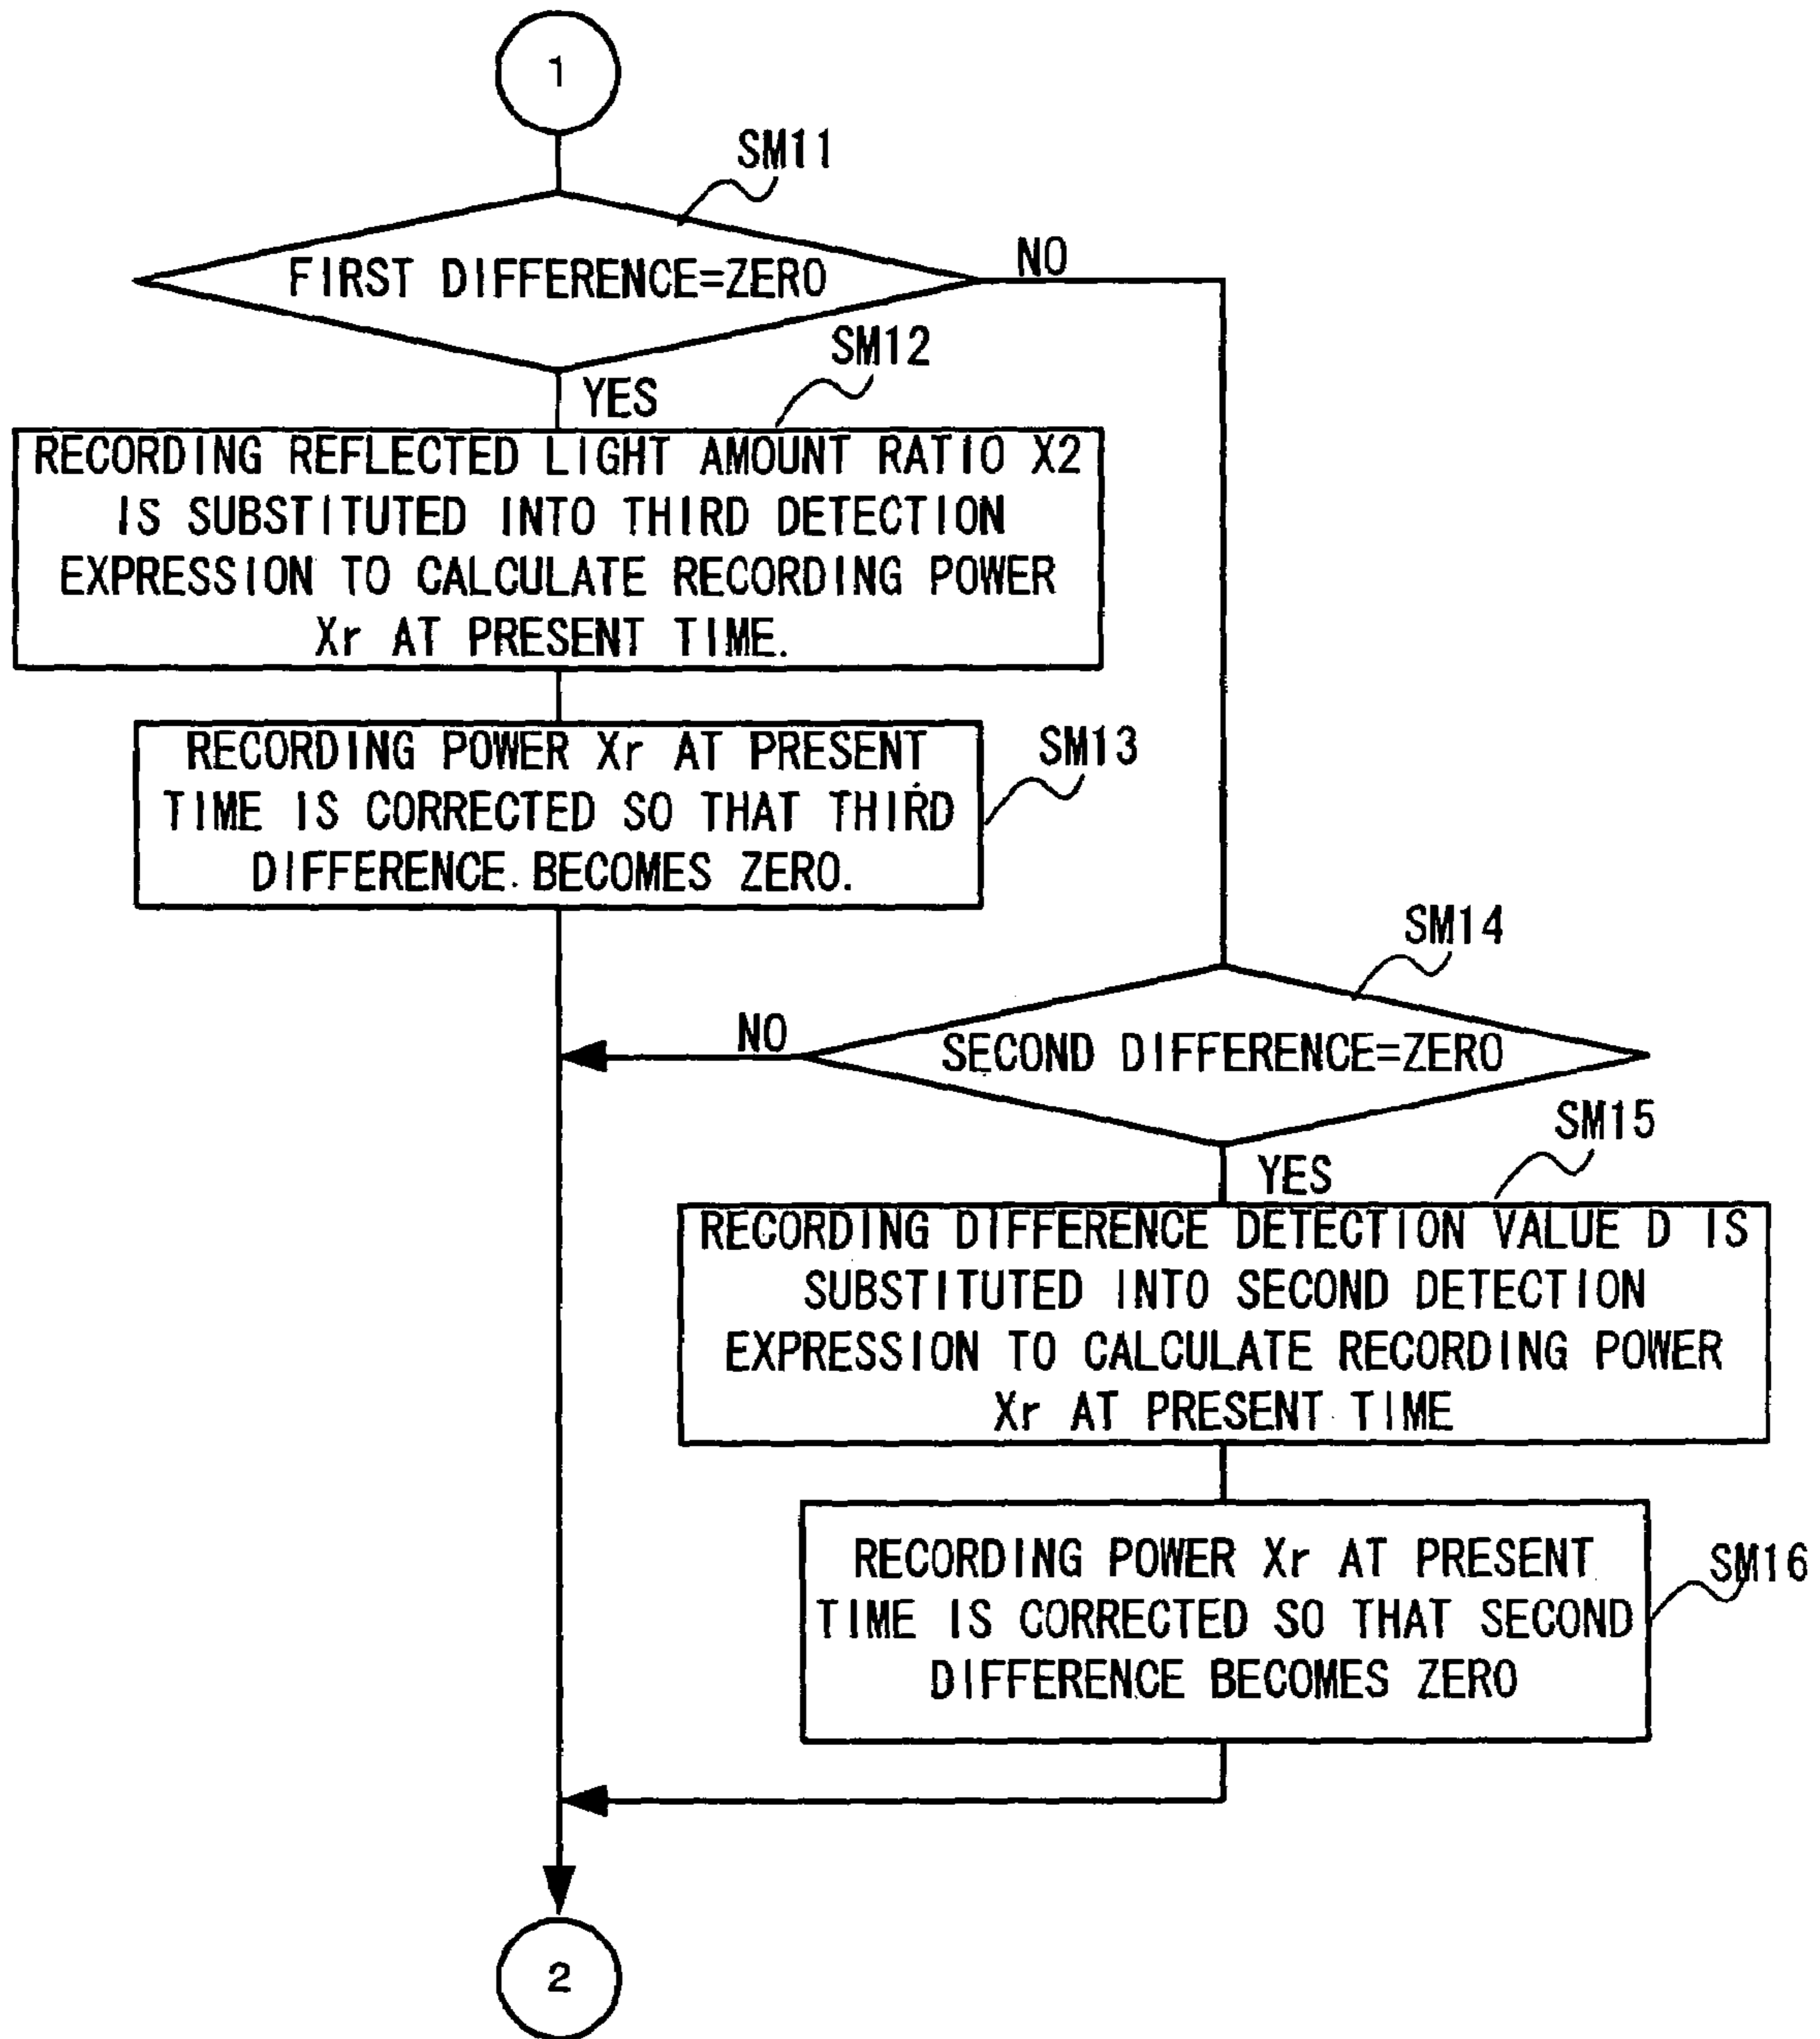 1
SM11
FIRST DIFFERENCE=ZERO
NO
SM12
YES
RECORDING REFLECTED LIGHT AMOUNT RATIO X2
IS SUBSTITUTED INTO THIRD DETECTION
EXPRESSION TO CALCULATE RECORDING POWER
Xr AT PRESENT TIME.
RECORDING POWER Xr AT PRESENT
TIME IS CORRECTED SO THAT THIRD
DIFFERENCE BECOMES ZERO.
SM13
SM14
NO
SECOND DIFFERENCE=ZERO
SM15
YES
RECORDING DIFFERENCE DETECTION VALUE D IS
SUBSTITUTED INTO SECOND DETECTION
EXPRESSION TO CALCULATE RECORDING POWER
Xr AT PRESENT TIME
RECORDING POWER Xr AT PRESENT
TIME IS CORRECTED SO THAT SECOND
DIFFERENCE BECOMES ZERO
SM16
2